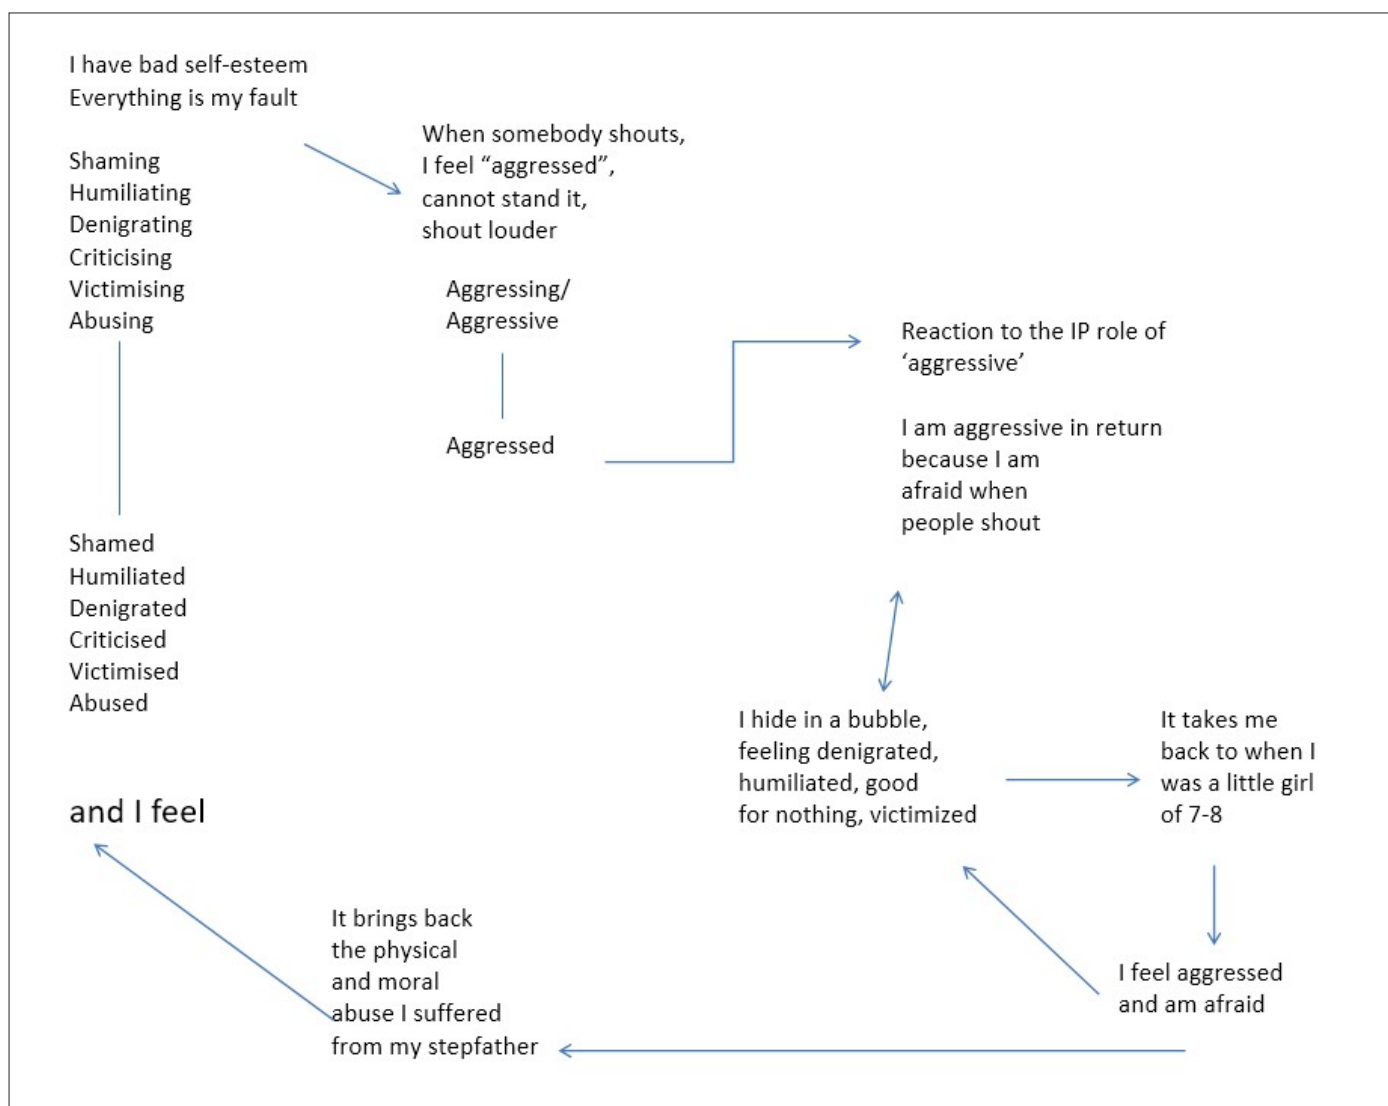 I have bad self-esteem
Everything is my fault
Shaming
Humiliating
Denigrating
Criticising
Victimising
Abusing
Shamed
Humiliated
Denigrated
Criticised
Victimised
Abused
and I feel
When somebody shouts,
I feel “aggressed”,
cannot stand it,
shout louder
Aggressing/
Aggressive
Aggressed
Reaction to the IP role of
‘aggressive’
I am aggressive in return
because I am
afraid when
people shout
I hide in a bubble,
feeling denigrated,
humiliated, good
for nothing, victimized
It takes me
back to when I
was a little girl
of 7-8
I feel aggressed
and am afraid
It brings back
the physical
and moral
abuse I suffered
from my stepfather